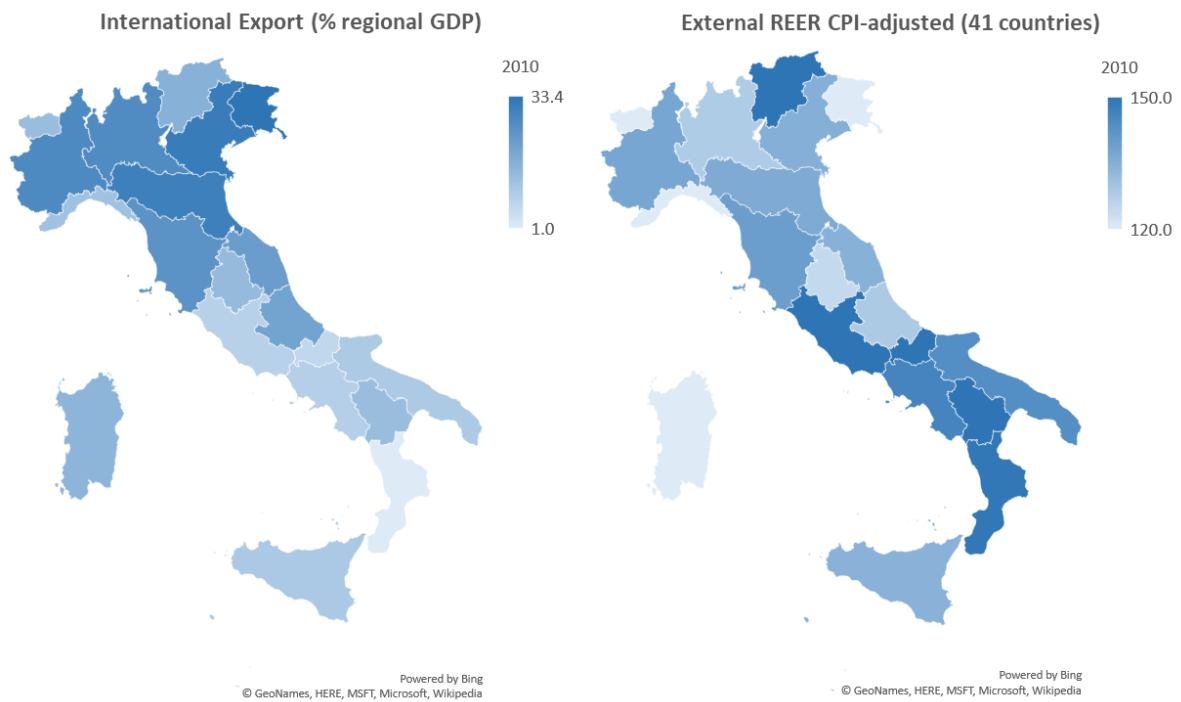 International Export (% regional GDP)
2010
33.4
1.0
Powered by Bing
© GeoNames, HERE, MSFT, Microsoft, Wikipedia
External REER CPI-adjusted (41 countries)
2010
150.0
120.0
Powered by Bing
© GeoNames, HERE, MSFT, Microsoft, Wikipedia